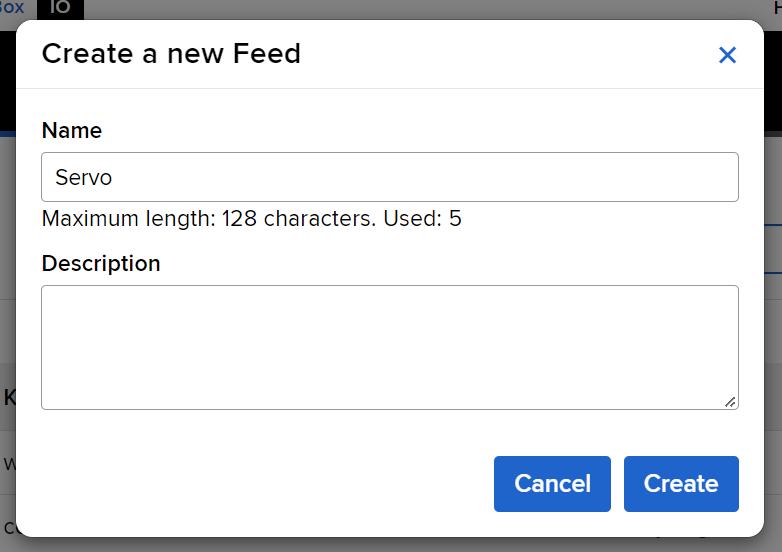 Box IO H
Create a new Feed
Name
Servo
Maximum length: 128 characters. Used: 5
Description
K
W
Cancel Create